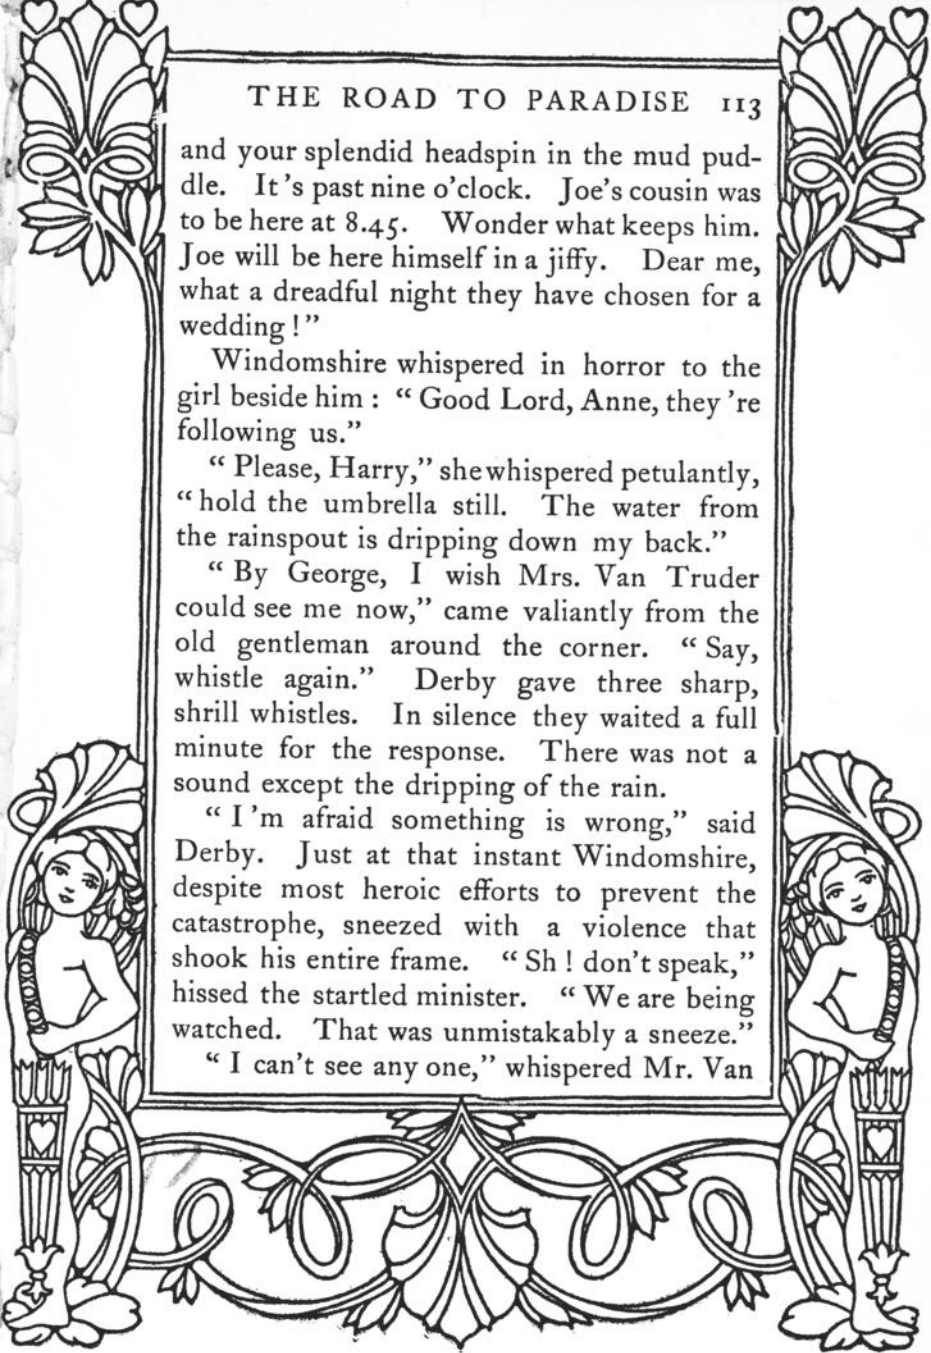 THE ROAD TO PARADISE 113
and your splendid headspin in the mud pud-
dle. It's past nine o'clock. Joe's cousin was
to be here at 8.45. Wonder what keeps him.
Joe will be here himself in a jiffy. Dear me,
what a dreadful night they have chosen for a
wedding!”
Windomshire whispered in horror to the
girl beside him: “Good Lord, Anne, they're
following us.”
“Please, Harry,” she whispered petulantly,
“hold the umbrella still. The water from
the rainspout is dripping down my back.”
“By George, I wish Mrs. Van Truder
could see me now,” came valiantly from the
old gentleman around the corner. “Say,
whistle again.” Derby gave three sharp,
shrill whistles. In silence they waited a full
minute for the response. There was not a
sound except the dripping of the rain.
“I'm afraid something is wrong,” said
Derby. Just at that instant Windomshire,
despite most heroic efforts to prevent the
catastrophe, sneezed with a violence that
shook his entire frame. “Sh! don't speak,”
hissed the startled minister. “We are being
watched. That was unmistakably a sneeze.”
“I can't see any one,” whispered Mr. Van